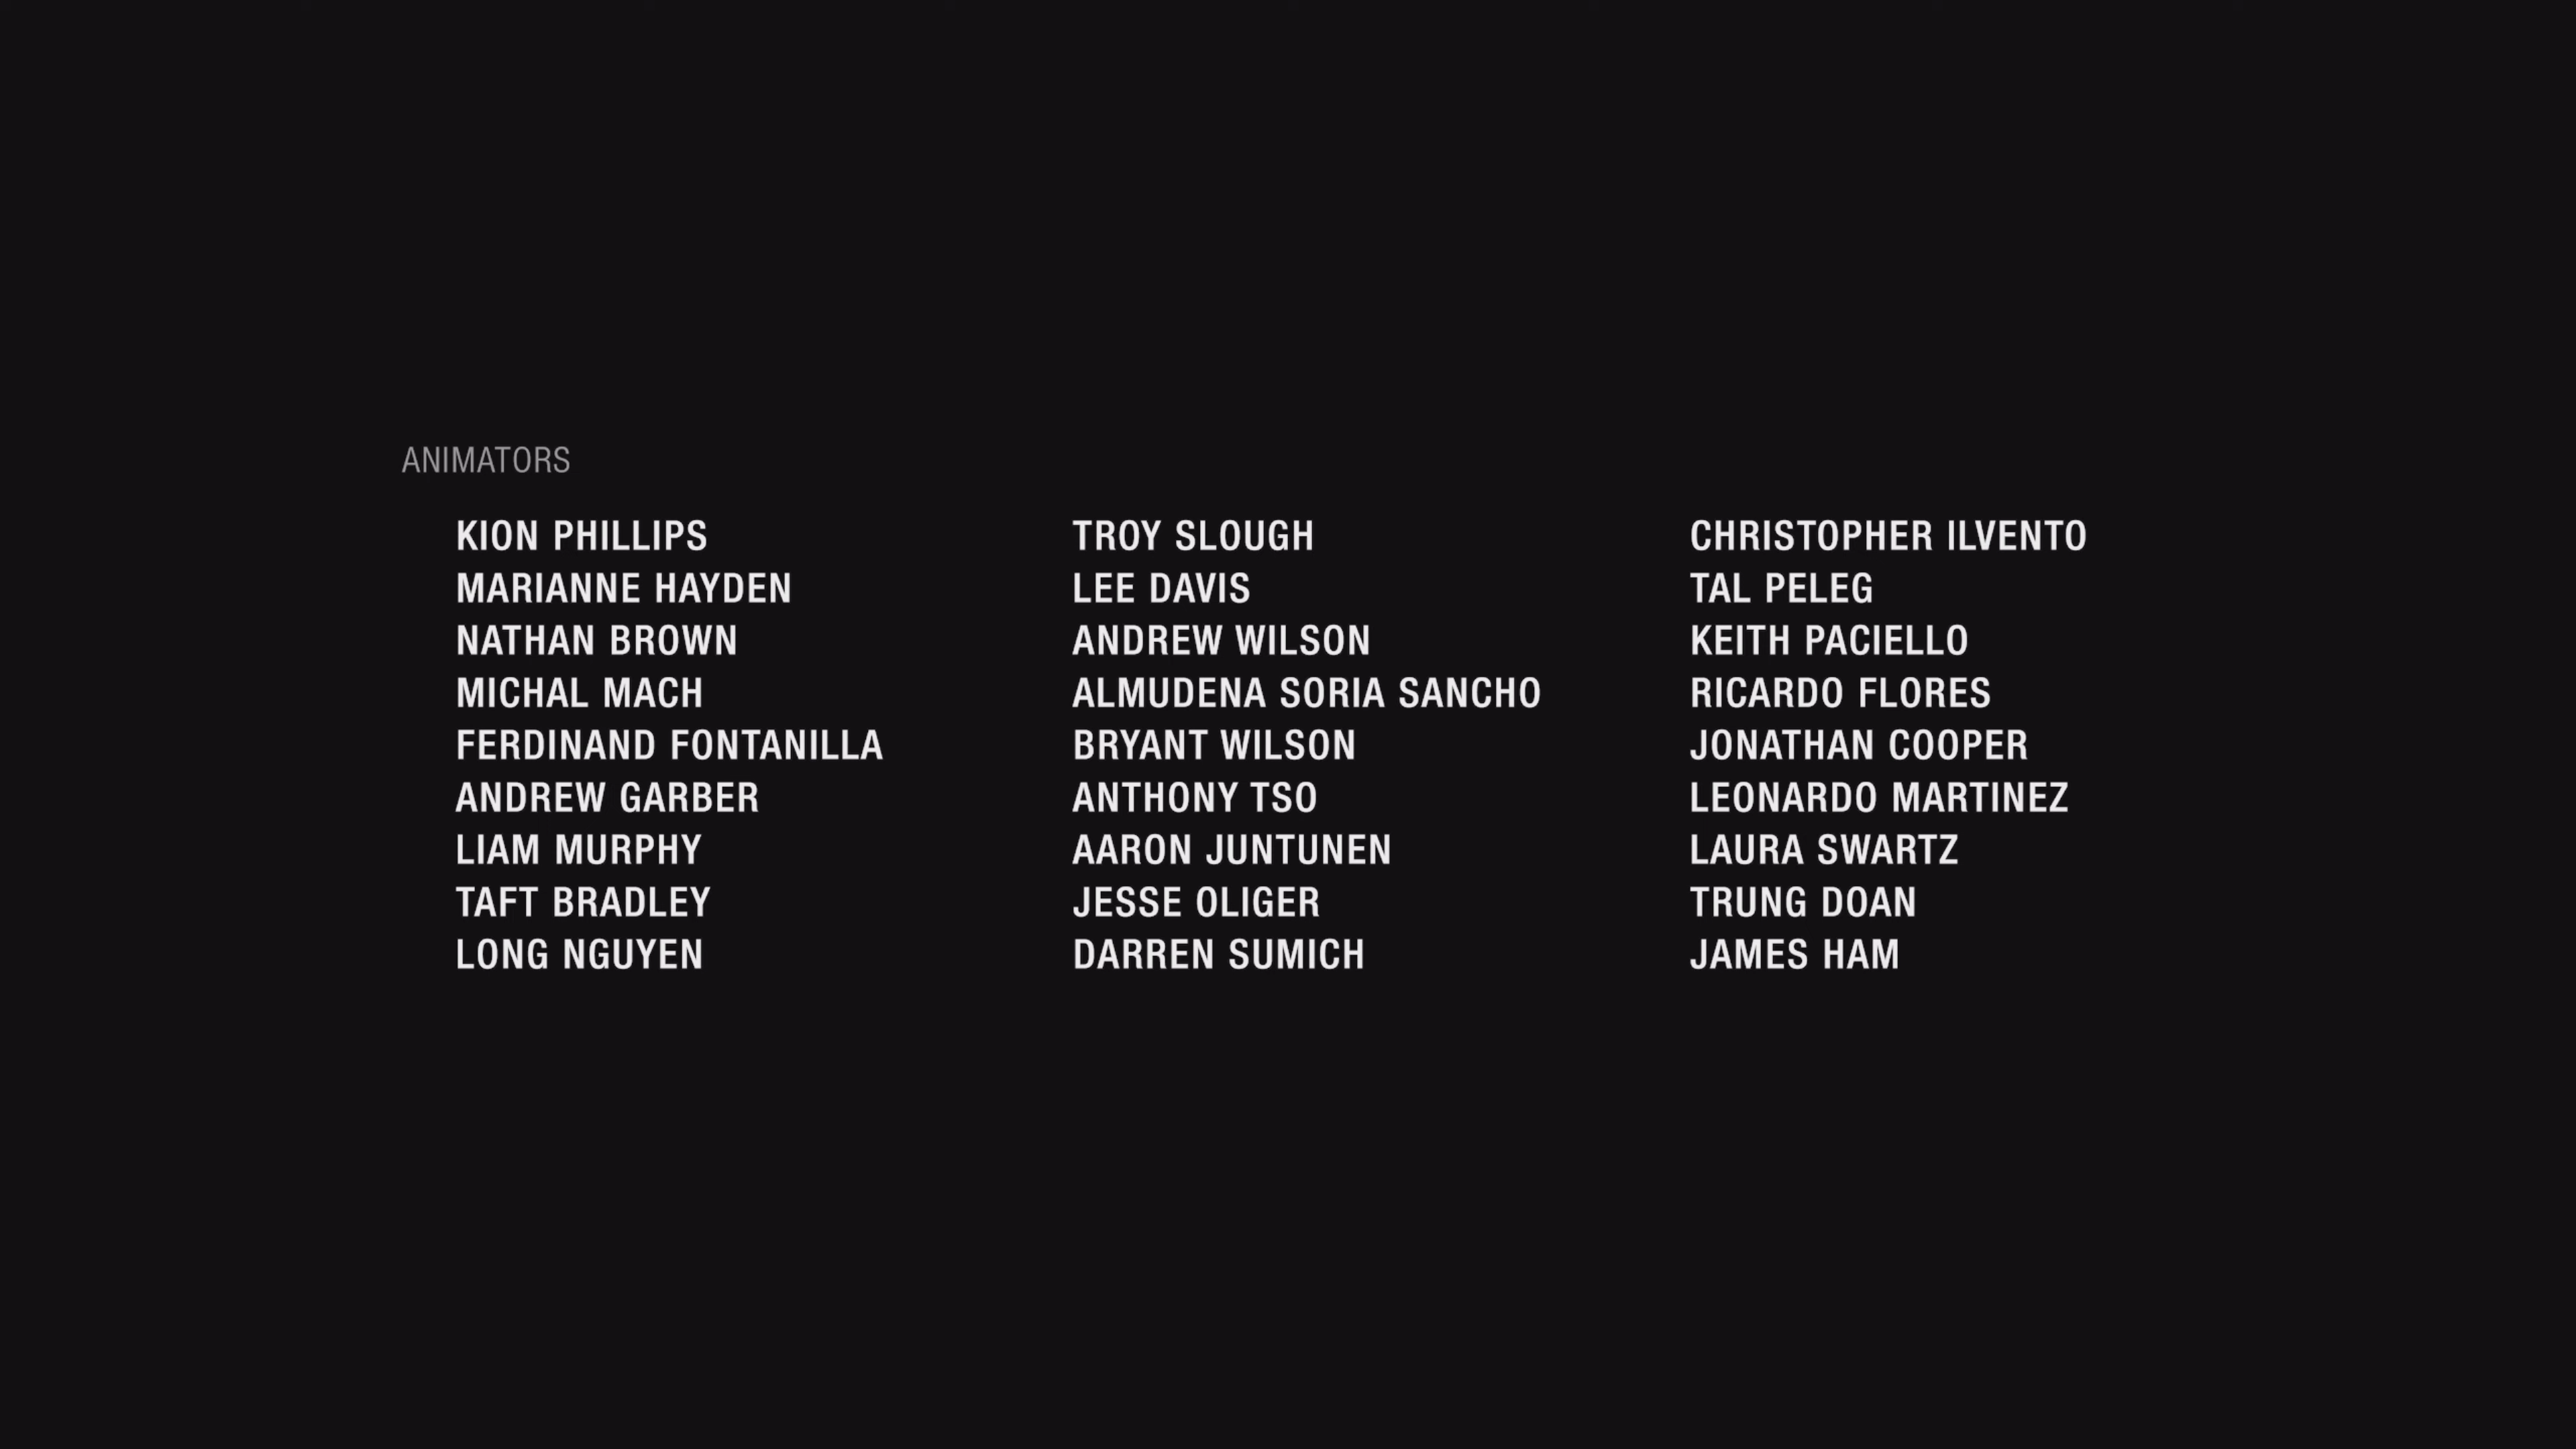 ANIMATORS
KION PHILLIPS
MARIANNE HAYDEN
NATHAN BROWN
MICHAL MACH
FERDINAND FONTANILLA
ANDREW GARBER
LIAM MURPHY
TAFT BRADLEY
LONG NGUYEN
TROY SLOUGH
LEE DAVIS
ANDREW WILSON
ALMUDENA SORIA SANCHO
BRYANT WILSON
ANTHONY TSO
AARON JUNTUNEN
JESSE OLIGER
DARREN SUMICH
CHRISTOPHER ILVENTO
TAL PELEG
KEITH PACIELLO
RICARDO FLORES
JONATHAN COOPER
LEONARDO MARTINEZ
LAURA SWARTZ
TRUNG DOAN
JAMES HAM